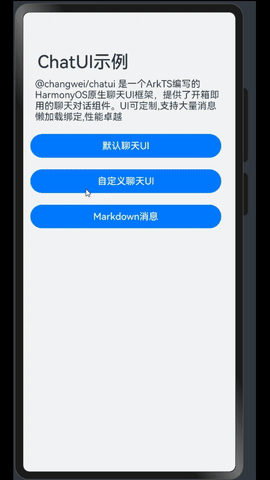 ChatUI示例
@changwei/chatui 是一个ArkTS编写的
HarmonyOS原生聊天UI框架，提供了开箱即
用的聊天对话组件。UI可定制,支持大量消息
懒加载绑定,性能卓越
默认聊天UI
自定义聊天UI
Markdown消息